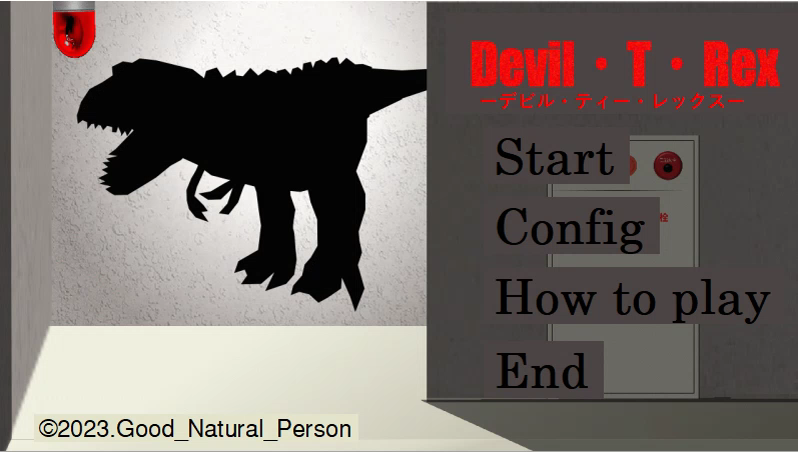 Devil・T・Rex
ーデビル・ティー・レックスー
Start
Config
栓
How to play
End
©2023.Good_Natural_Person